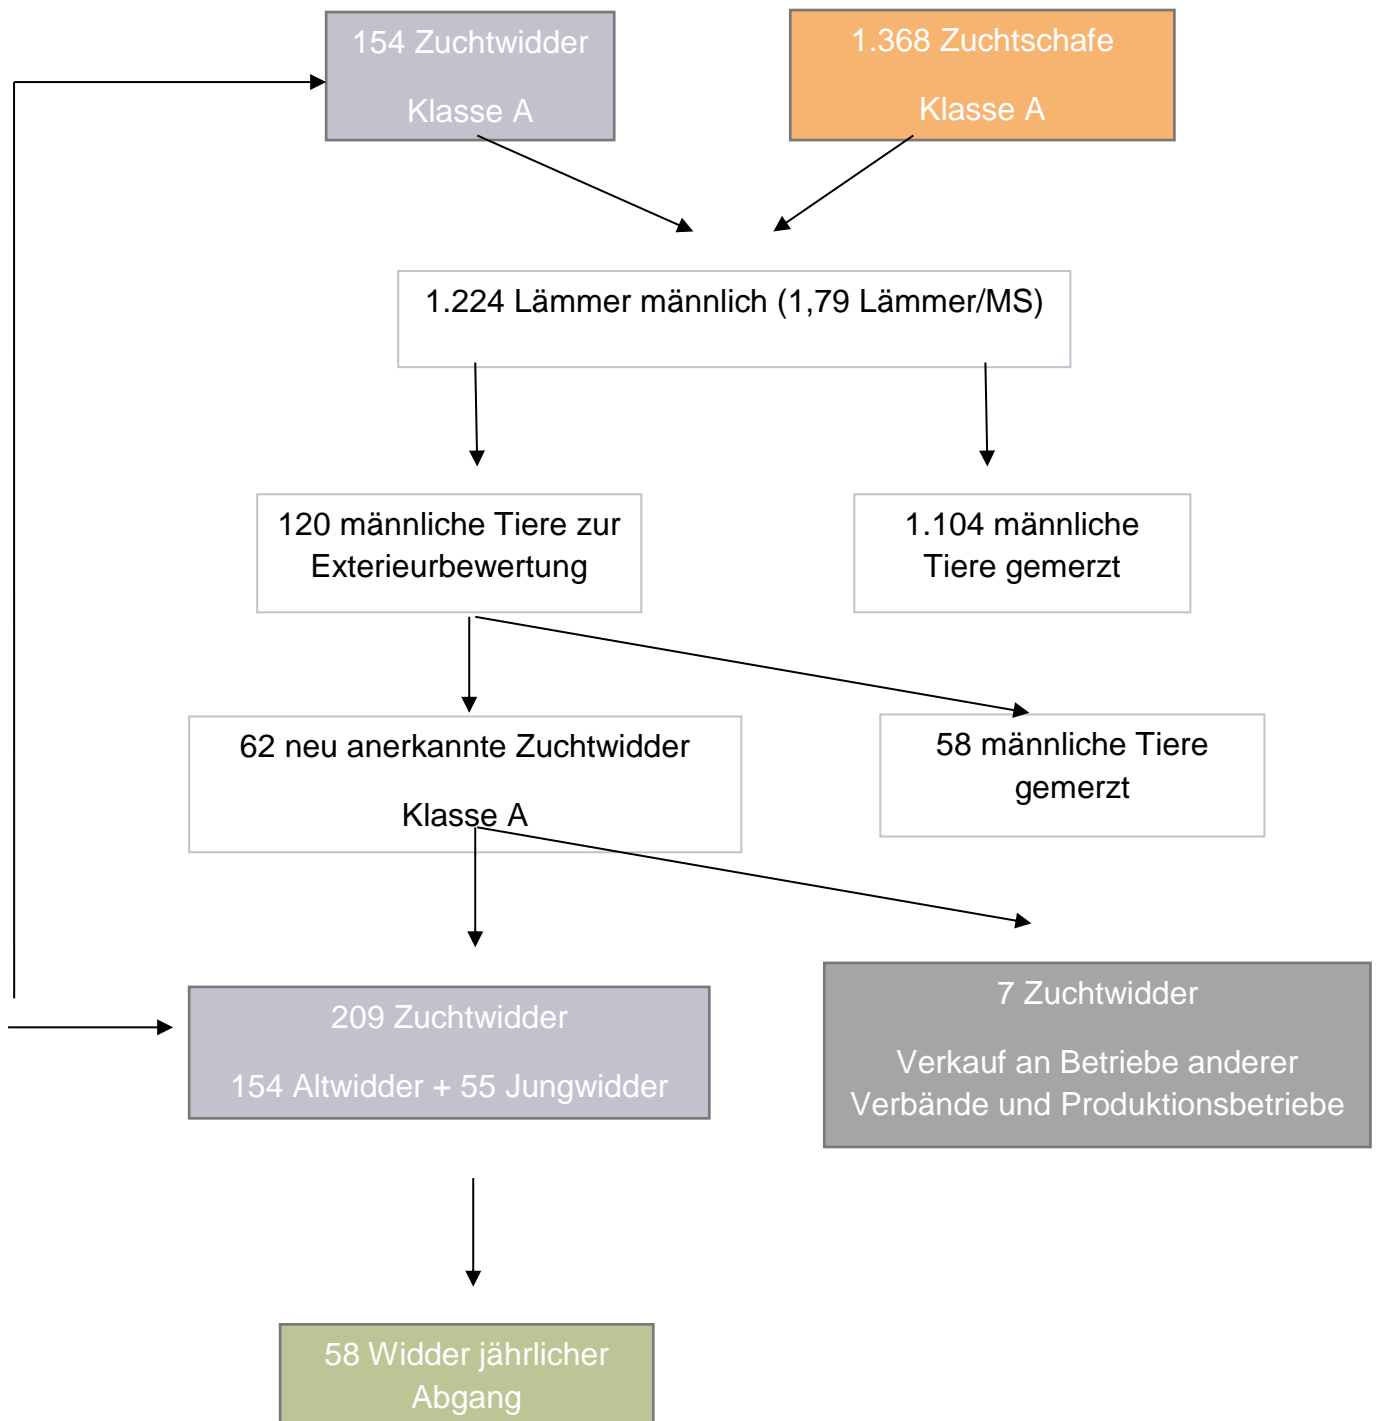 154 Zuchtwidder
Klasse A
1.368 Zuchtschafe
Klasse A
1.224 Lämmer männlich (1,79 Lämmer/MS)
120 männliche Tiere zur
Exterieurbewertung
1.104 männliche
Tiere gemerzt
62 neu anerkannte Zuchtwidder
Klasse A
58 männliche Tiere
gemerzt
209 Zuchtwidder
154 Altwidder + 55 Jungwidder
7 Zuchtwidder
Verkauf an Betriebe anderer
Verbände und Produktionsbetriebe
58 Widder jährlicher
Abgang